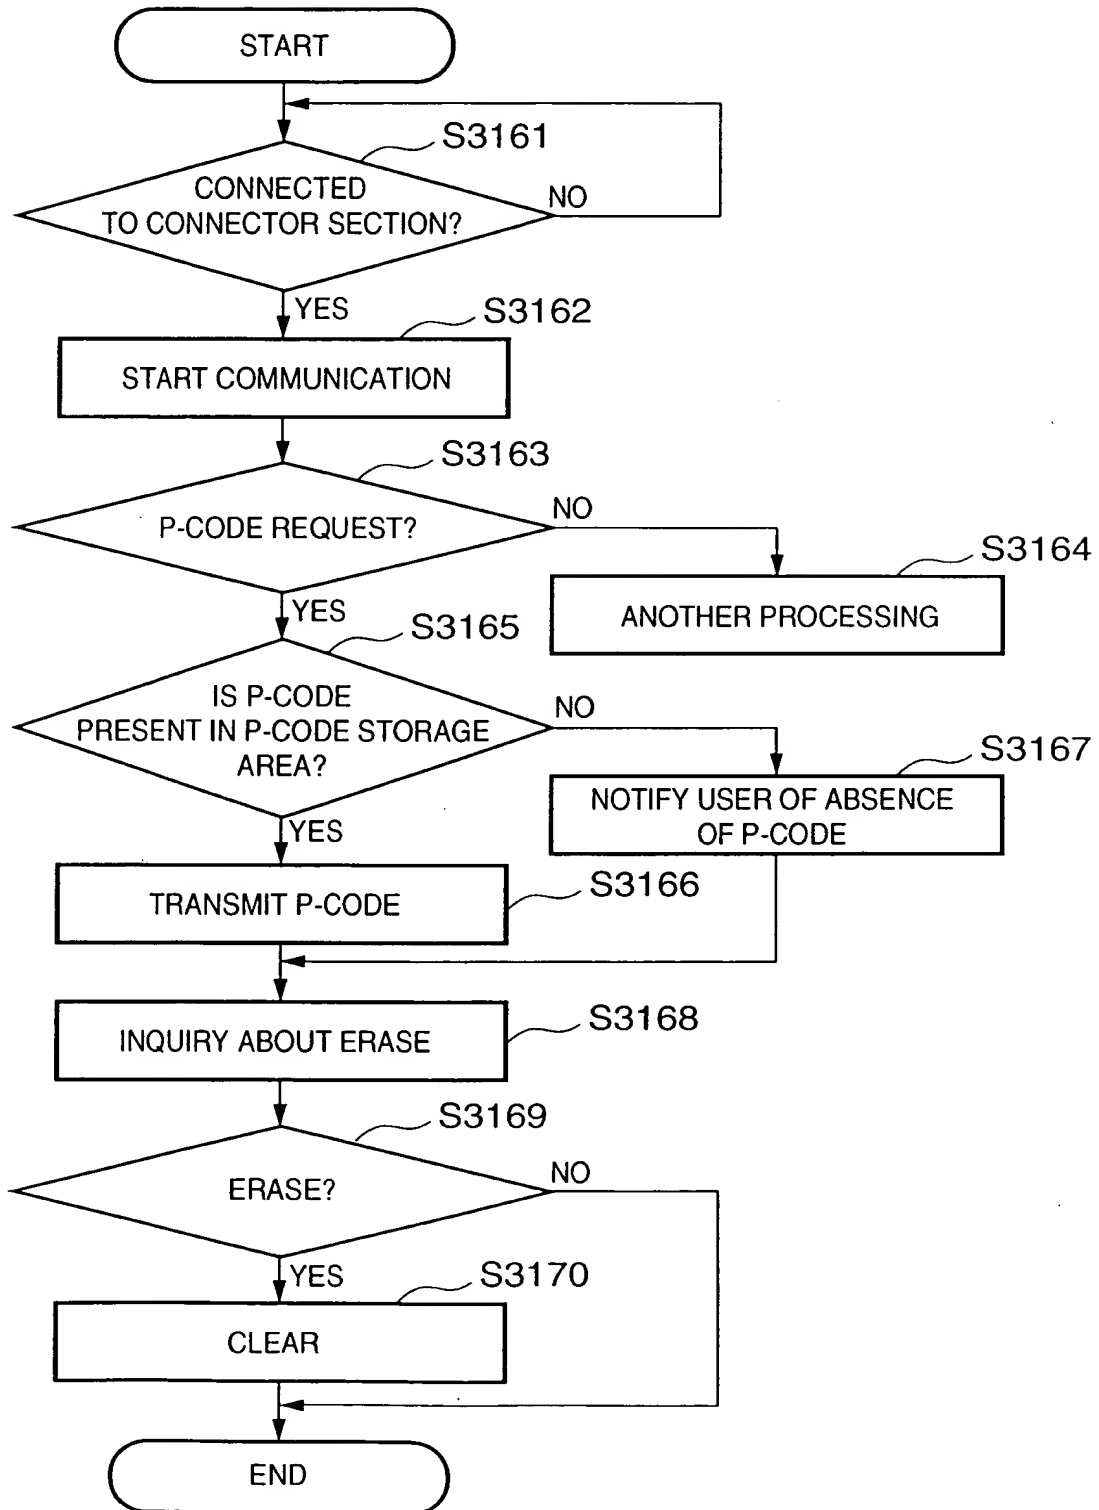 START
S3161
CONNECTED
TO CONNECTOR SECTION?
NO
YES
S3162
START COMMUNICATION
S3163
P-CODE REQUEST?
NO
S3164
ANOTHER PROCESSING
YES
S3165
IS P-CODE
PRESENT IN P-CODE STORAGE
AREA?
NO
S3167
NOTIFY USER OF ABSENCE
OF P-CODE
YES
S3166
TRANSMIT P-CODE
S3168
INQUIRY ABOUT ERASE
S3169
ERASE?
NO
YES
S3170
CLEAR
END